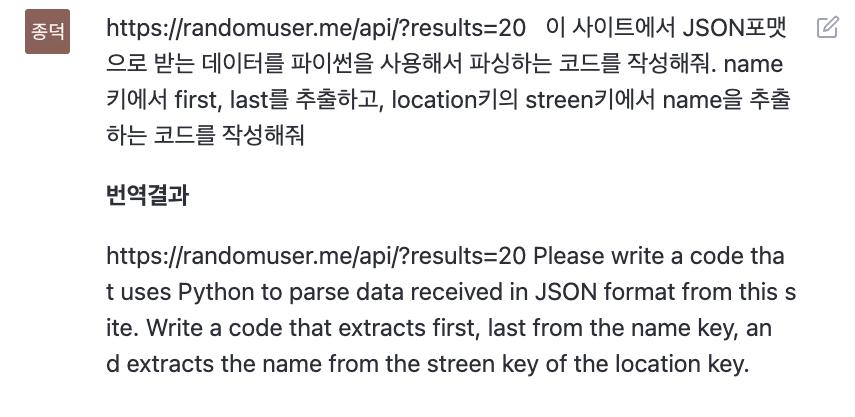 종덕
https://randomuser.me/api/?results=20 이 사이트에서 JSON포맷
으로 받는 데이터를 파이썬을 사용해서 파싱하는 코드를 작성해줘. name
키에서 first, last를 추출하고, location키의 streen키에서 name을 추출
하는 코드를 작성해줘
번역결과
https://randomuser.me/api/?results=20 Please write a code tha
t uses Python to parse data received in JSON format from this s
ite. Write a code that extracts first, last from the name key, an
d extracts the name from the streen key of the location key.